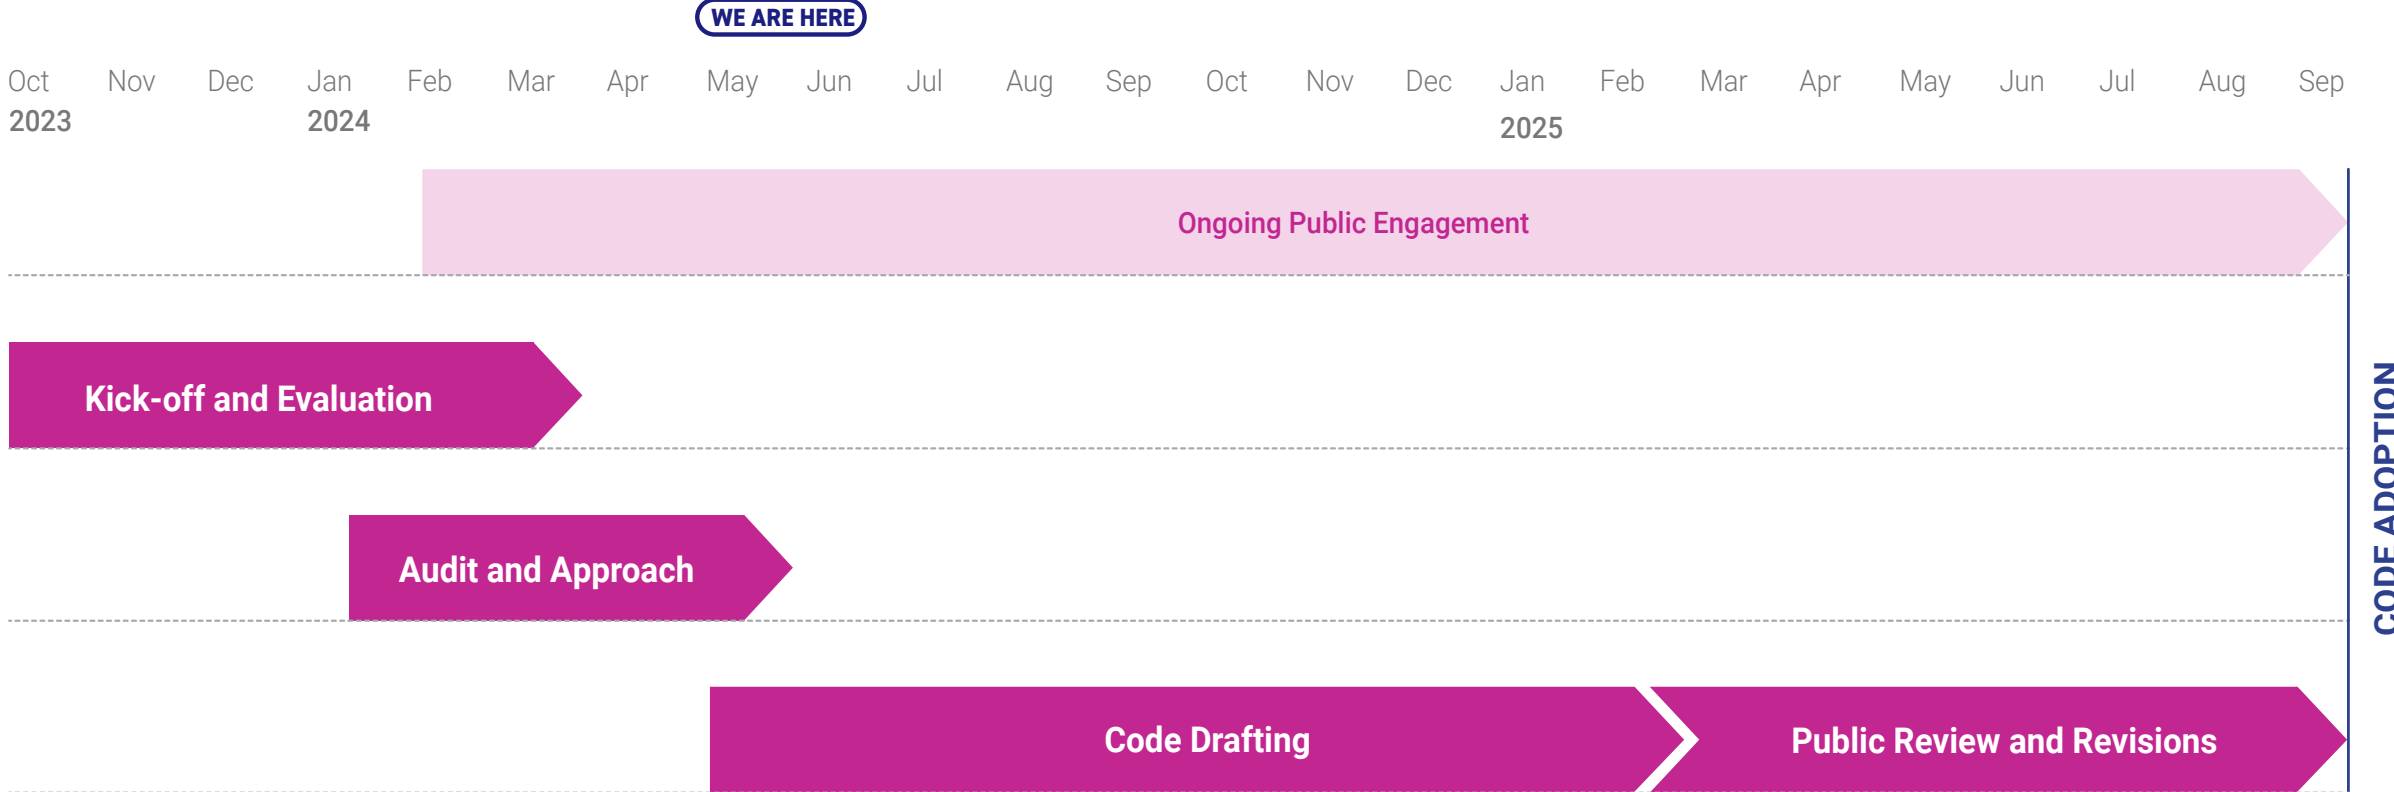 WE ARE HERE
Oct Nov Dec Jan Feb Mar Apr May Jun Jul Aug Sep Oct Nov Dec Jan Feb Mar Apr May Jun Jul Aug Sep
2023 2024 2025
Ongoing Public Engagement
Kick-off and Evaluation
Audit and Approach
Code Drafting
Public Review and Revisions
CODE ADOPTION